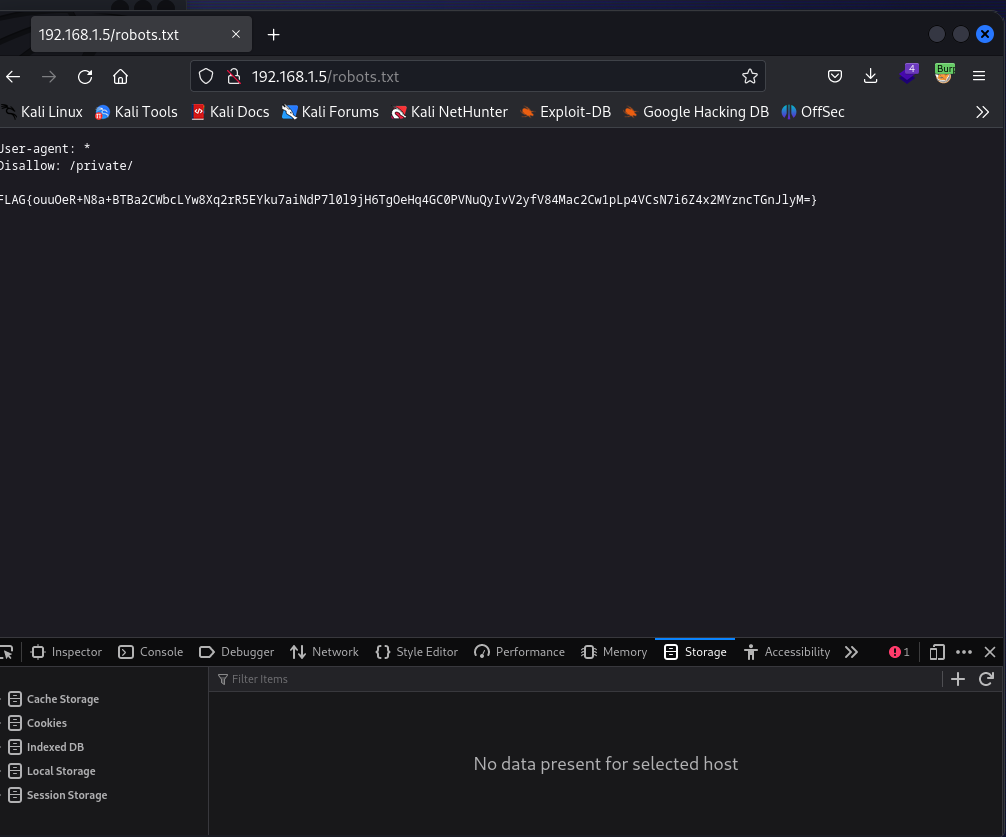 192.168.1.5/robots.txt
192.168.1.5/robots.txt
4
Kali Linux Kali Tools Kali Docs Kali Forums Kali NetHunter Exploit-DB Google Hacking DB OffSec
User-agent: *
Disallow: /private/
FLAG{ouuOeR+N8a+BTBa2CWbcLYw8Xq2rR5EYku7aiNdP7l0l9jH6TgOeHq4GC0PVNuQyIvV2yfV84Mac2Cw1pLp4VCsN7i6Z4x2MYzncTGnJlyM=}
Inspector Console Debugger Network Style Editor Performance Memory Storage Accessibility 1
Filter Items
Cache Storage
Cookies
Indexed DB
Local Storage
Session Storage
No data present for selected host